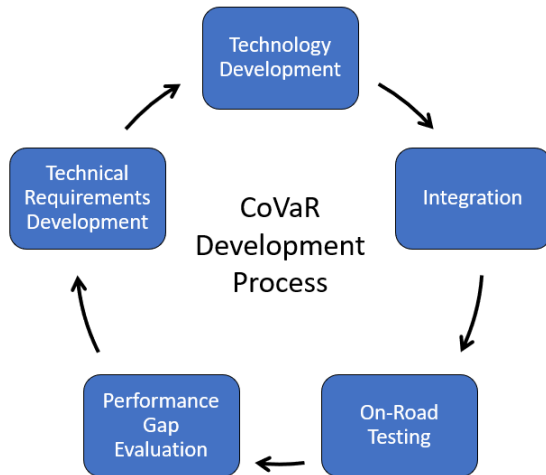 Technology
Development
Integration
On-Road
Testing
Performance
Gap
Evaluation
Technical
Requirements
Development
CoVaR
Development
Process